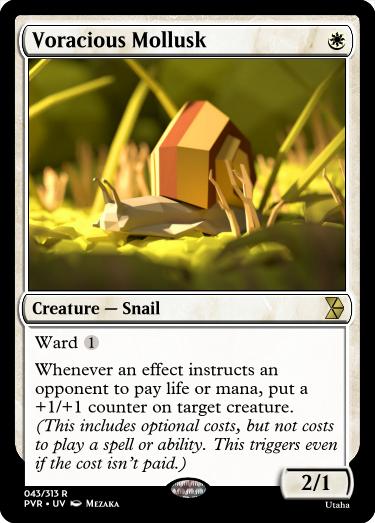 Voracious Mollusk
Creature — Snail
Ward 1
Whenever an effect instructs an
opponent to pay life or mana, put a
+1/+1 counter on target creature.
(This includes optional costs, but not costs
to play a spell or ability. This triggers even
if the cost isn't paid.)
2/1
043/313 R
PVR • UV Mezaka
Utaha